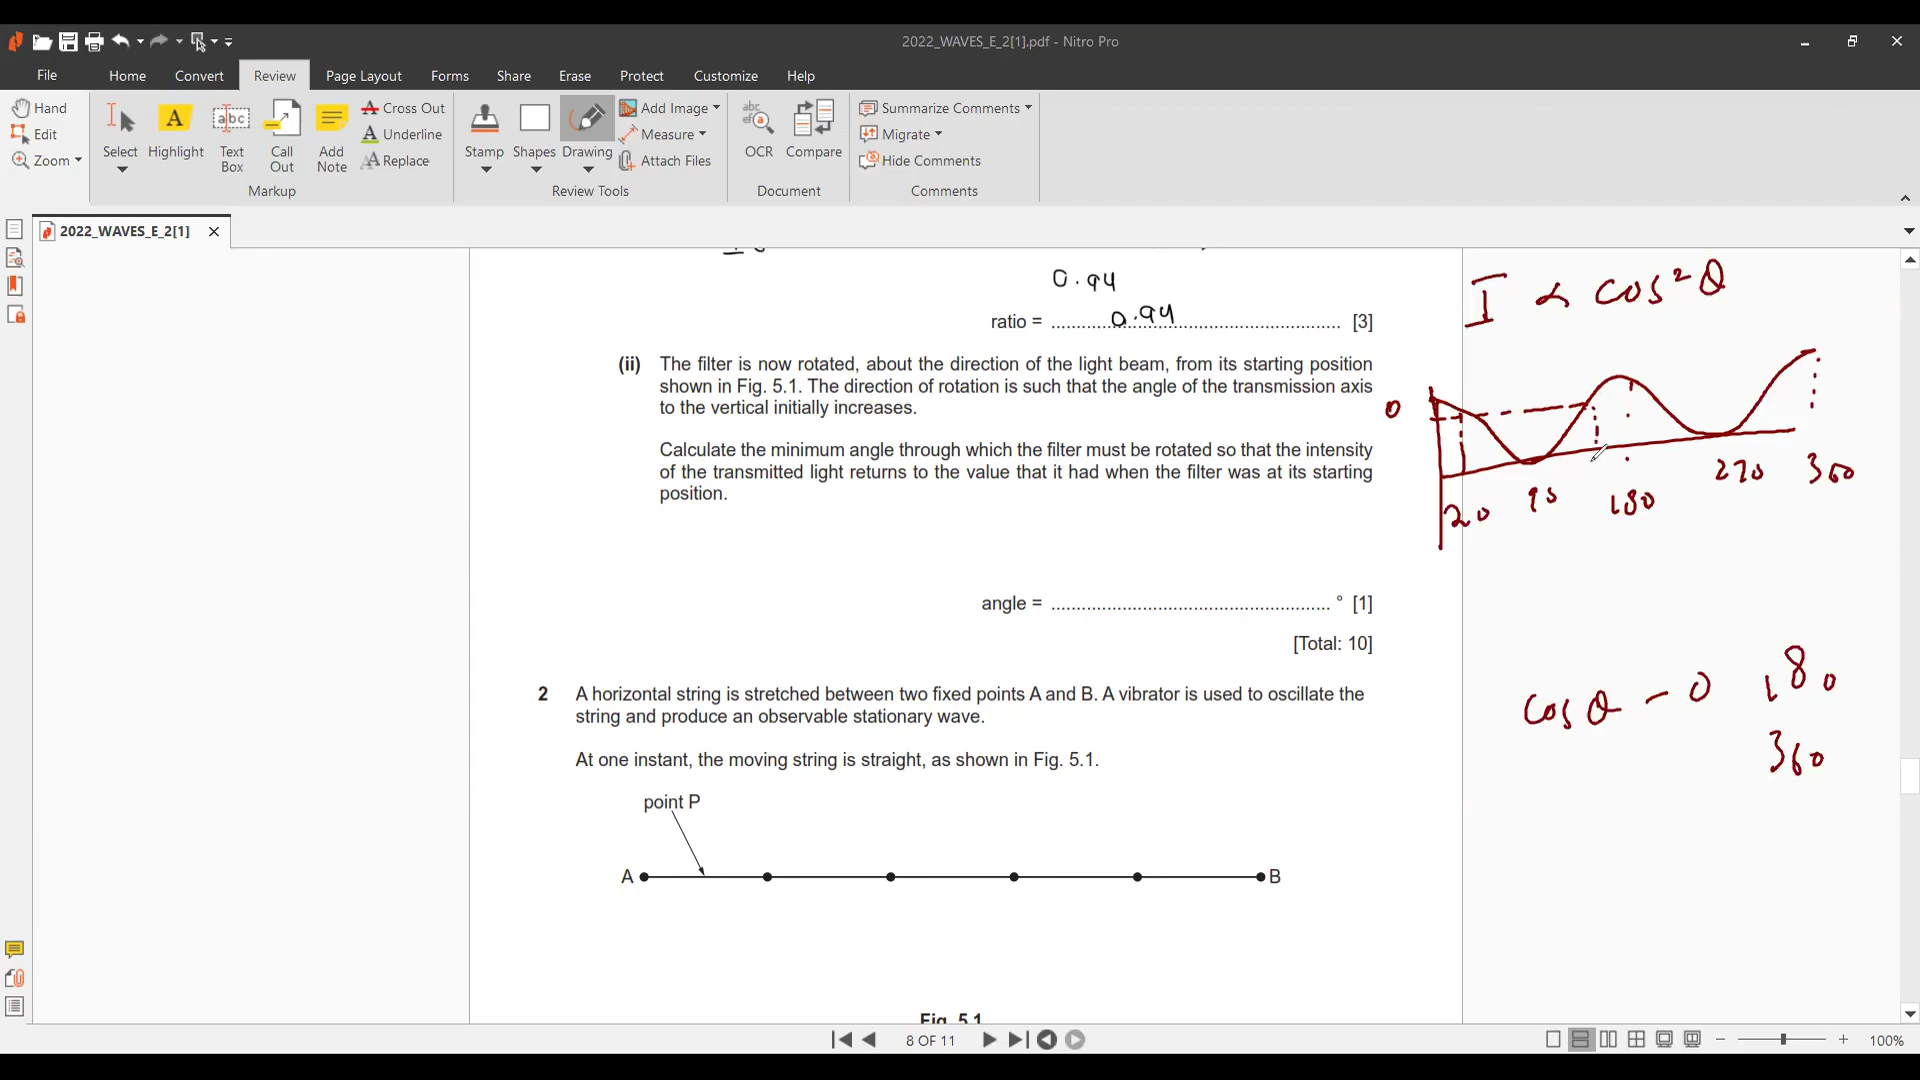 2022_WAVES_E_2[1].pdf - Nitro Pro
File Home Convert Review Page Layout Forms Share Erase Protect Customize Help
Hand
Edit
Zoom
Select
Highlight
Text Box
Call Out
Add Note
Cross Out
Underline
Replace
Markup
Stamp
Shapes
Drawing
Add Image
Measure
Attach Files
Review Tools
OCR
Compare
Document
Summarize Comments
Migrate
Hide Comments
Comments
2022_WAVES_E_2[1]
0.94
ratio = 0.94 [3]
(ii) The filter is now rotated, about the direction of the light beam, from its starting position
shown in Fig. 5.1. The direction of rotation is such that the angle of the transmission axis
to the vertical initially increases.
Calculate the minimum angle through which the filter must be rotated so that the intensity
of the transmitted light returns to the value that it had when the filter was at its starting
position.
angle = ...................................................... ° [1]
[Total: 10]
I ∝ cos² θ
0
20 90 180 270 360
cos θ - 0 180
360
2 A horizontal string is stretched between two fixed points A and B. A vibrator is used to oscillate the
string and produce an observable stationary wave.
At one instant, the moving string is straight, as shown in Fig. 5.1.
point P
A B
Fig. 5.1
8 OF 11
100%